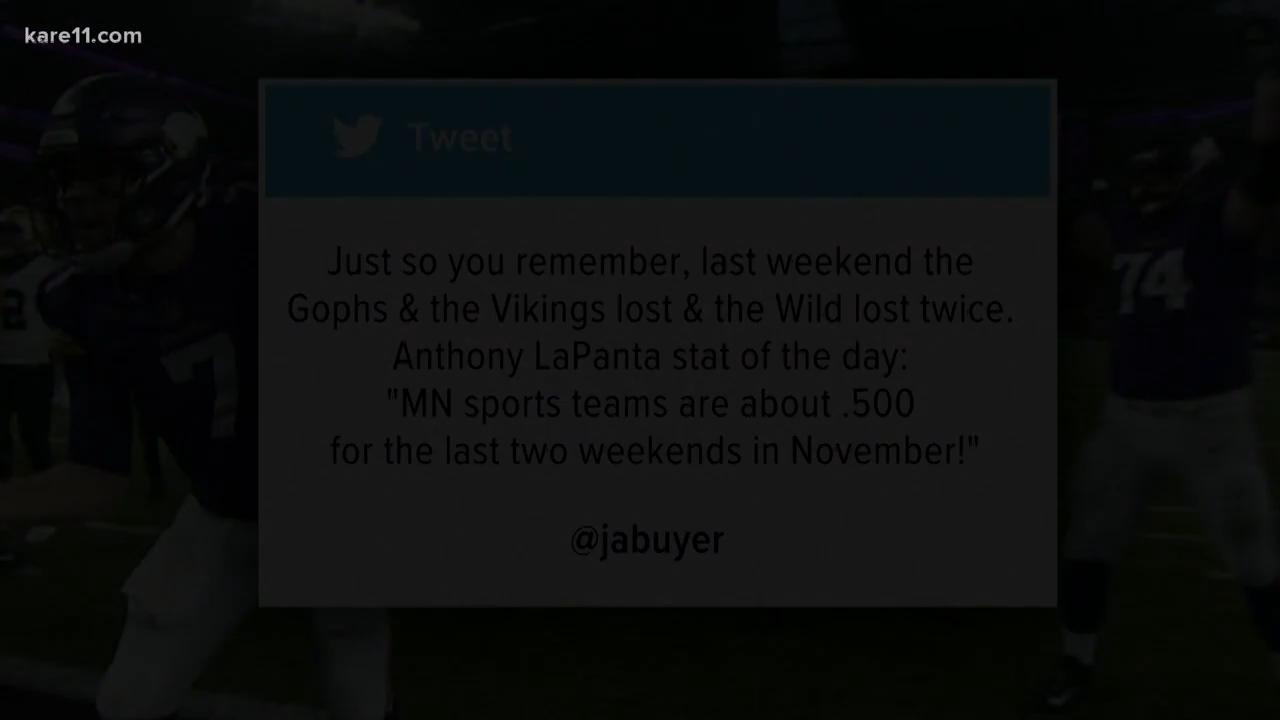 kare11.com
Tweet
Just so you remember, last weekend the
Gophs & the Vikings lost & the Wild lost twice.
Anthony LaPanta stat of the day:
"MN sports teams are about .500
for the last two weekends in November!"
@jabuyer
74
7
2